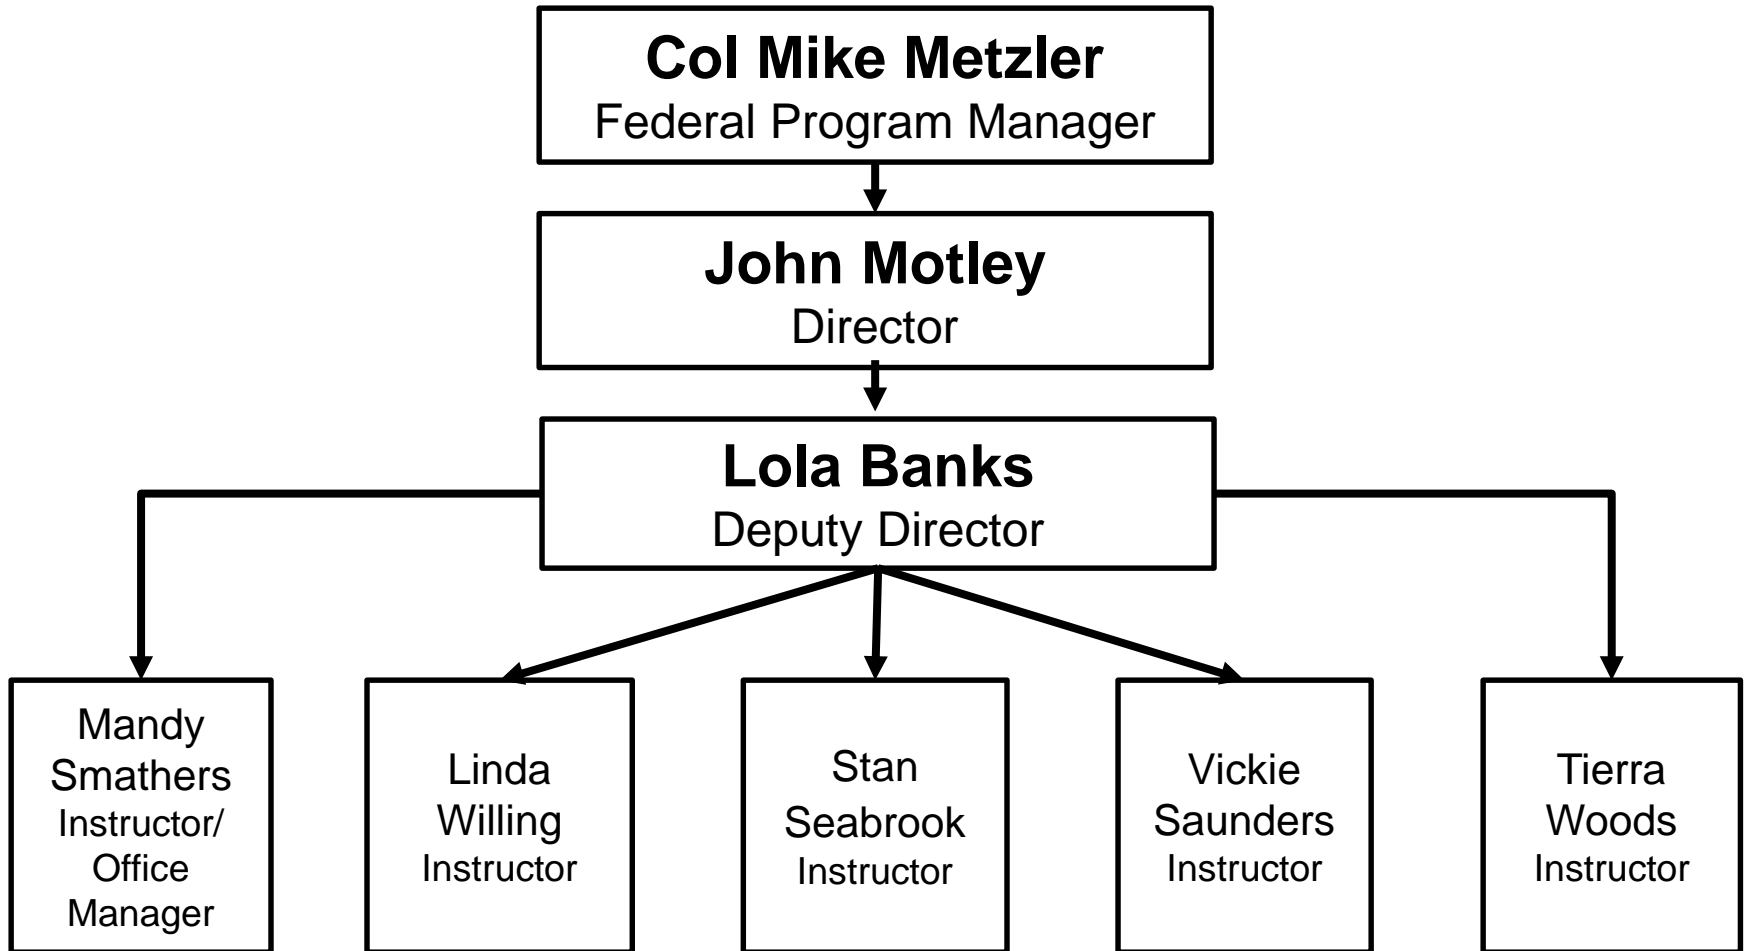 Col Mike Metzler
Federal Program Manager
John Motley
Director
Lola Banks
Deputy Director
Mandy
Smathers
Instructor/
Office
Manager
Linda
Willing
Instructor
Stan
Seabrook
Instructor
Vickie
Saunders
Instructor
Tierra
Woods
Instructor